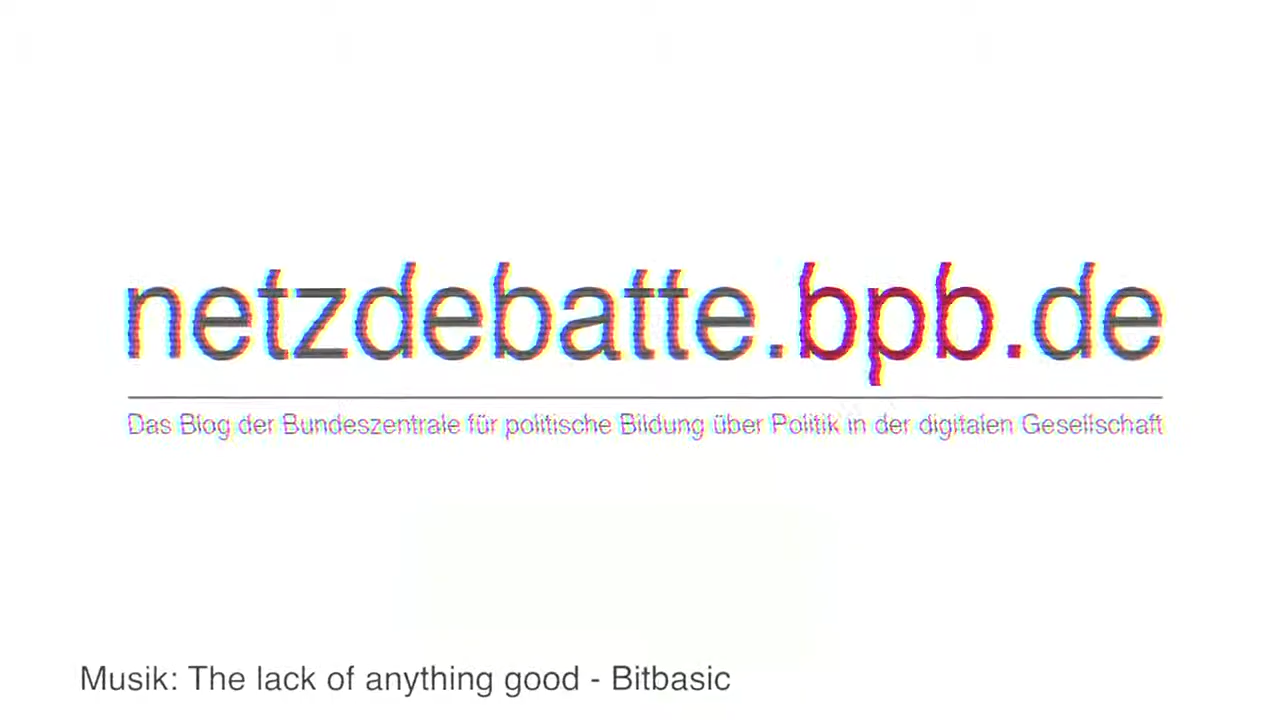 netzdebatte.bpb.de
Das Blog der Bundeszentrale für politische Bildung über Politik in der digitalen Gesellschaft
Musik: The lack of anything good - Bitbasic